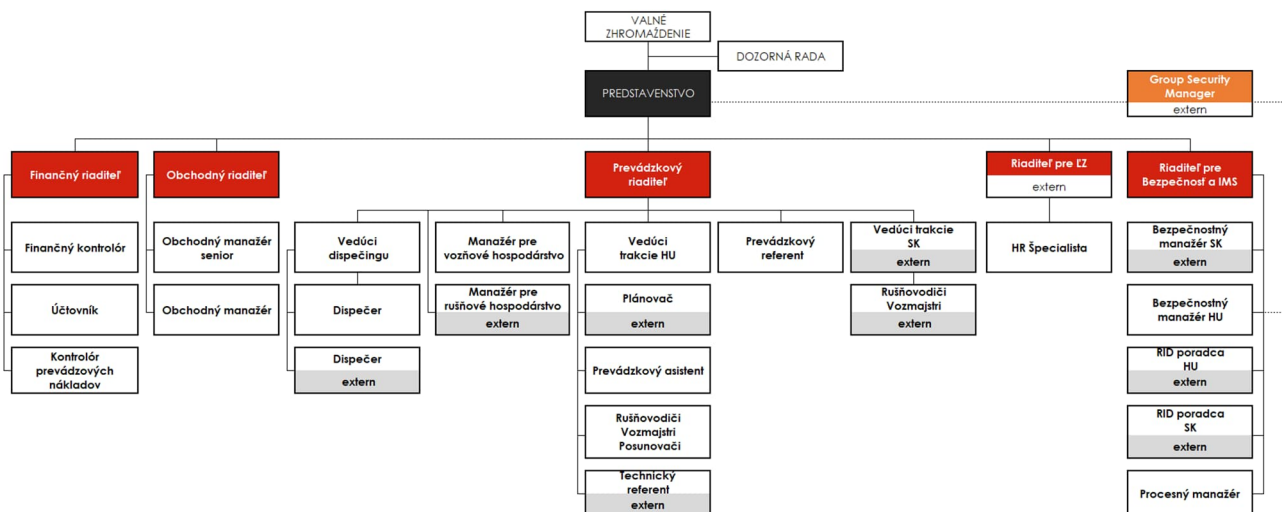 VALNÉ
ZHROMAŽDENIE
DOZORNÁ RADA
PREDSTAVENSTVO
Group Security
Manager
extern
Finančný riaditeľ
Obchodný riaditeľ
Prevádzkový
riaditeľ
Riaditeľ pre ĽZ
extern
Riaditeľ pre
Bezpečnosť a IMS
Finančný kontrolór
Obchodný manažér
senior
Vedúci
dispečingu
Manažér pre
vozňové hospodárstvo
Vedúci
trakcie HU
Prevádzkový
referent
Vedúci trakcie
SK
extern
HR Špecialista
Bezpečnostný
manažér SK
extern
Účtovník
Obchodný manažér
Dispečer
Manažér pre
rušňové hospodárstvo
extern
Plánovač
extern
Rušňovodiči
Vozmajstri
extern
Bezpečnostný
manažér HU
Kontrolór
prevádzových
nákladov
Dispečer
extern
Prevádzkový asistent
RID poradca
HU
extern
Rušňovodiči
Vozmajstri
Posunovači
RID poradca
SK
extern
Technický
referent
extern
Procesný manažér